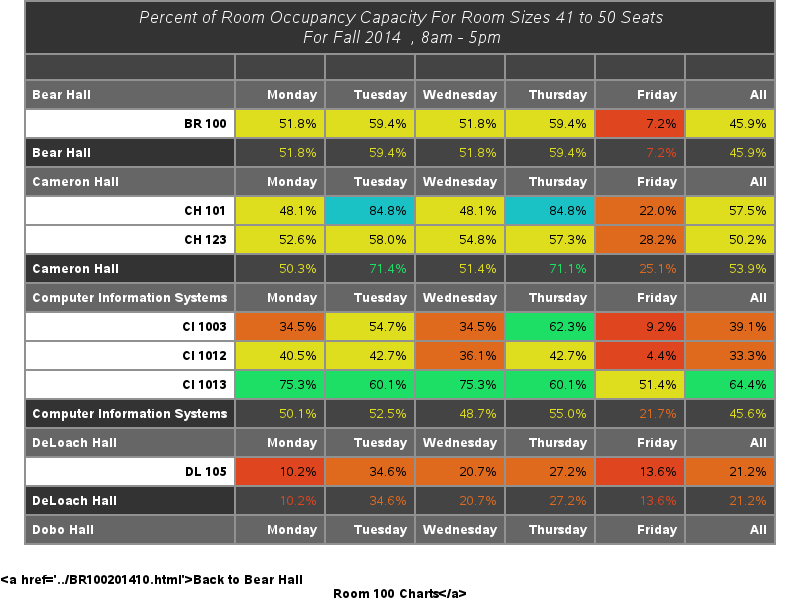 Percent of Room Occupancy Capacity For Room Sizes 41 to 50 Seats
For Fall 2014 , 8am - 5pm
Bear Hall Monday Tuesday Wednesday Thursday Friday All
BR 100 51.8% 59.4% 51.8% 59.4% 7.2% 45.9%
Bear Hall 51.8% 59.4% 51.8% 59.4% 7.2% 45.9%
Cameron Hall Monday Tuesday Wednesday Thursday Friday All
CH 101 48.1% 84.8% 48.1% 84.8% 22.0% 57.5%
CH 123 52.6% 58.0% 54.8% 57.3% 28.2% 50.2%
Cameron Hall 50.3% 71.4% 51.4% 71.1% 25.1% 53.9%
Computer Information Systems Monday Tuesday Wednesday Thursday Friday All
CI 1003 34.5% 54.7% 34.5% 62.3% 9.2% 39.1%
CI 1012 40.5% 42.7% 36.1% 42.7% 4.4% 33.3%
CI 1013 75.3% 60.1% 75.3% 60.1% 51.4% 64.4%
Computer Information Systems 50.1% 52.5% 48.7% 55.0% 21.7% 45.6%
DeLoach Hall Monday Tuesday Wednesday Thursday Friday All
DL 105 10.2% 34.6% 20.7% 27.2% 13.6% 21.2%
DeLoach Hall 10.2% 34.6% 20.7% 27.2% 13.6% 21.2%
Dobo Hall Monday Tuesday Wednesday Thursday Friday All
<a href='../BR100201410.html'>Back to Bear Hall
Room 100 Charts</a>